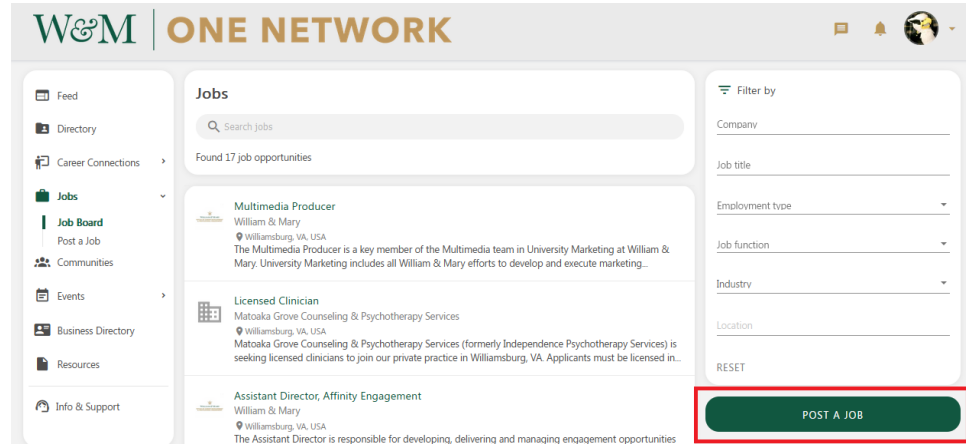 W&M | ONE NETWORK
Feed
Directory
Career Connections
Jobs
Job Board
Post a Job
Communities
Events
Business Directory
Resources
Info & Support
Jobs
Search jobs
Found 17 job opportunities
Multimedia Producer
William & Mary
Williamsburg, VA, USA
The Multimedia Producer is a key member of the Multimedia team in University Marketing at William &
Mary. University Marketing includes all William & Mary efforts to develop and execute marketing...
Licensed Clinician
Matoaka Grove Counseling & Psychotherapy Services
Williamsburg, VA, USA
Matoaka Grove Counseling & Psychotherapy Services (formerly Independence Psychotherapy Services) is
seeking licensed clinicians to join our private practice in Williamsburg, VA. Applicants must be licensed in...
Assistant Director, Affinity Engagement
William & Mary
Williamsburg, VA, USA
The Assistant Director is responsible for developing, delivering and managing engagement opportunities
Filter by
Company
Job title
Employment type
Job function
Industry
Location
RESET
POST A JOB